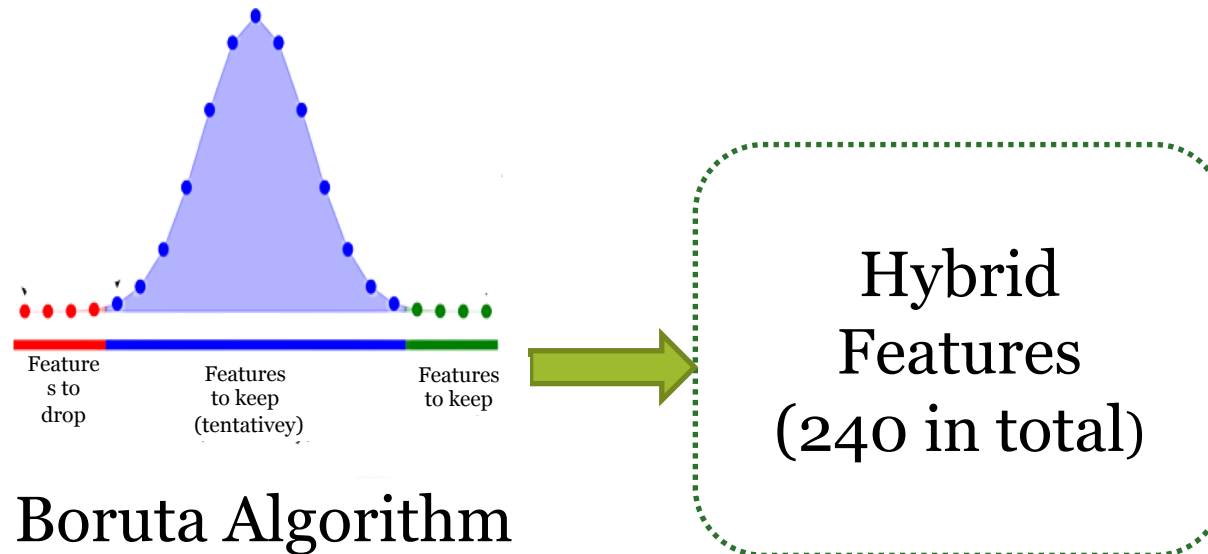 Feature
s to
drop
Features
to keep
(tentativey)
Features
to keep
Boruta Algorithm
Hybrid
Features
(240 in total)